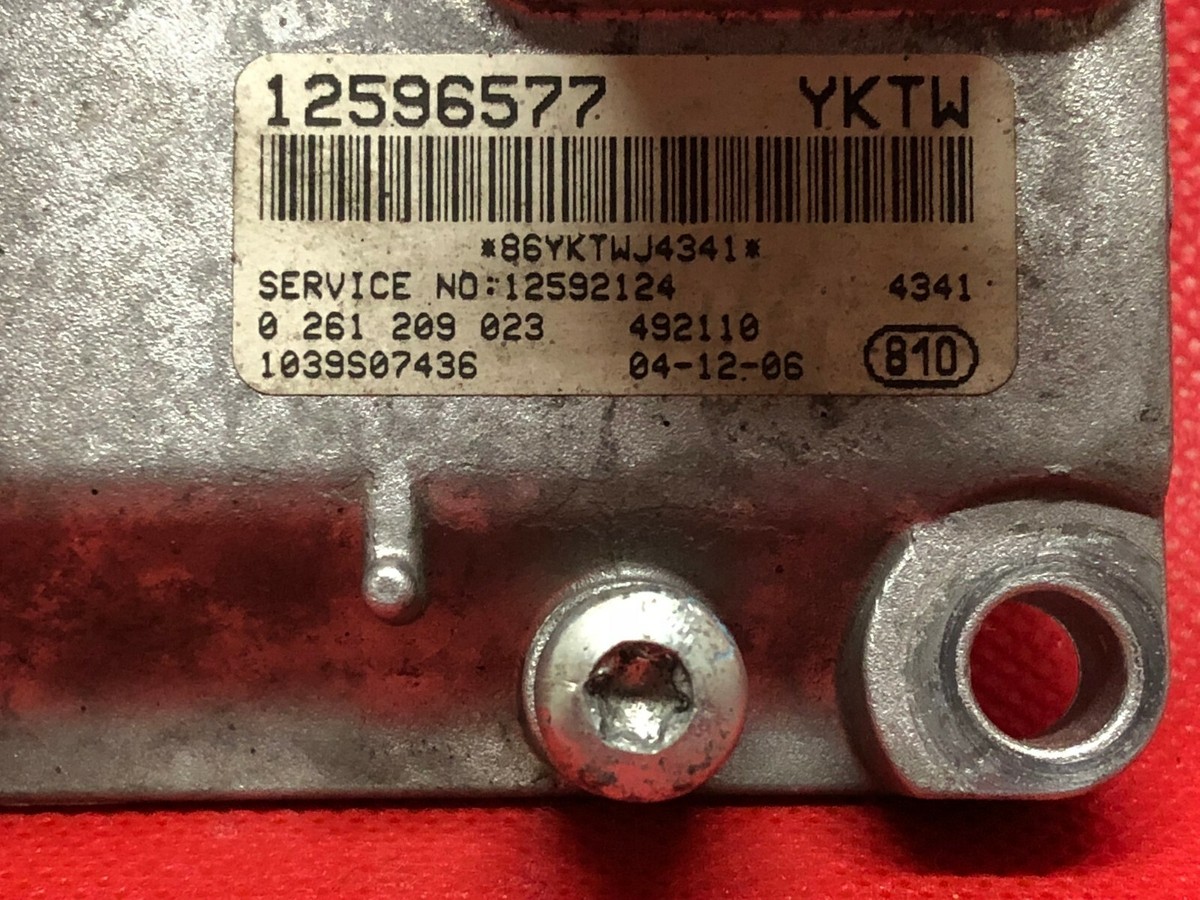 12596577 YKTW
*86YKTWJ4341*
SERVICE NO:12592124 4341
0 261 209 023 492110
1039S07436 04-12-06 810